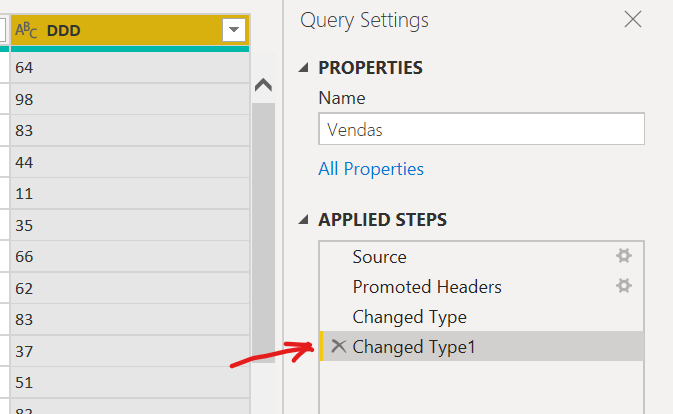 ABC DDD
64
98
83
44
11
35
66
62
83
37
51
Query Settings
PROPERTIES
Name
Vendas
All Properties
APPLIED STEPS
Source
Promoted Headers
Changed Type
Changed Type1